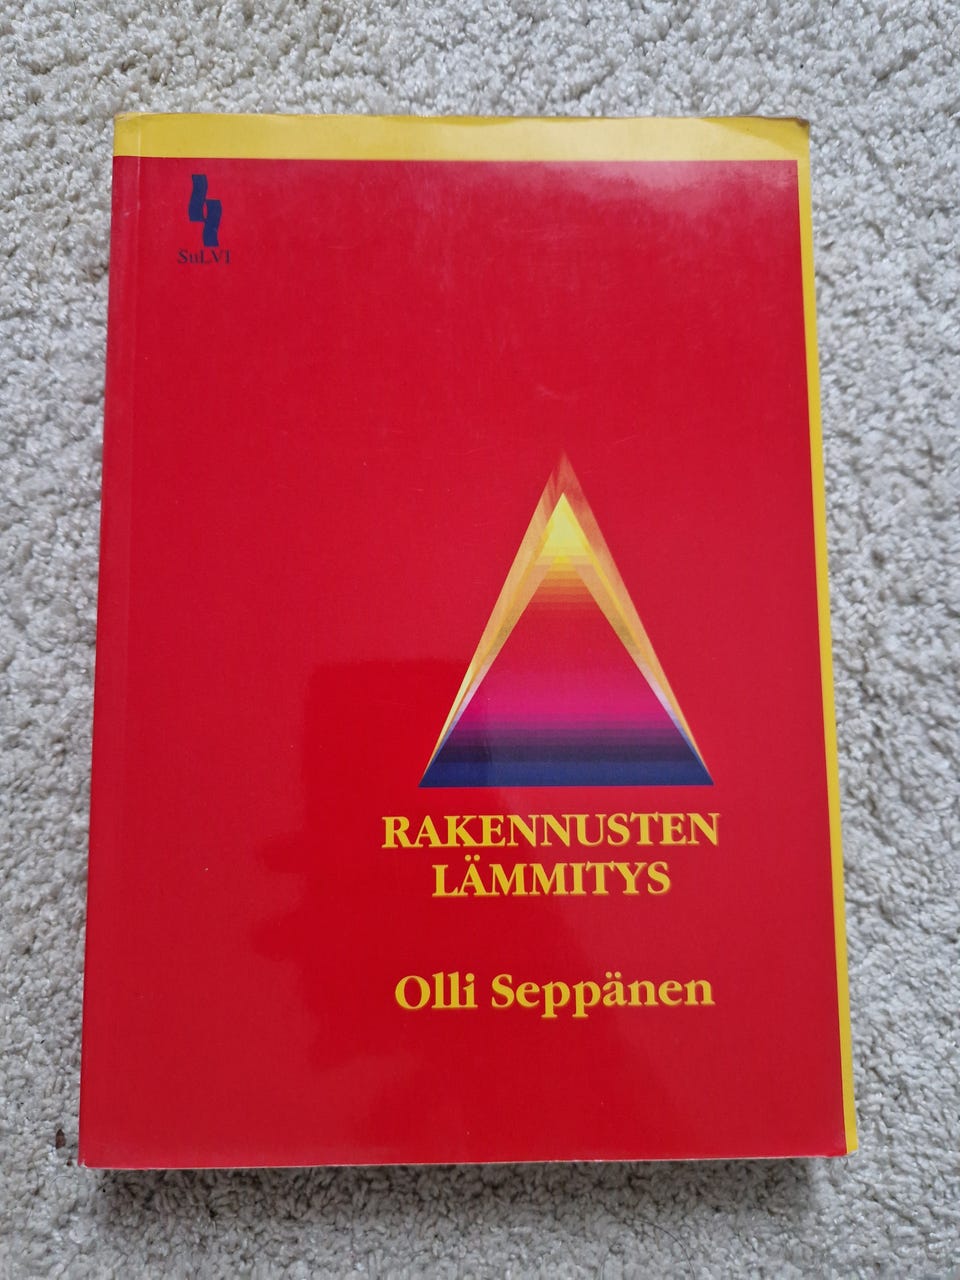 SuLVI
RAKENNUSTEN
LÄMMITYS
Olli Seppänen